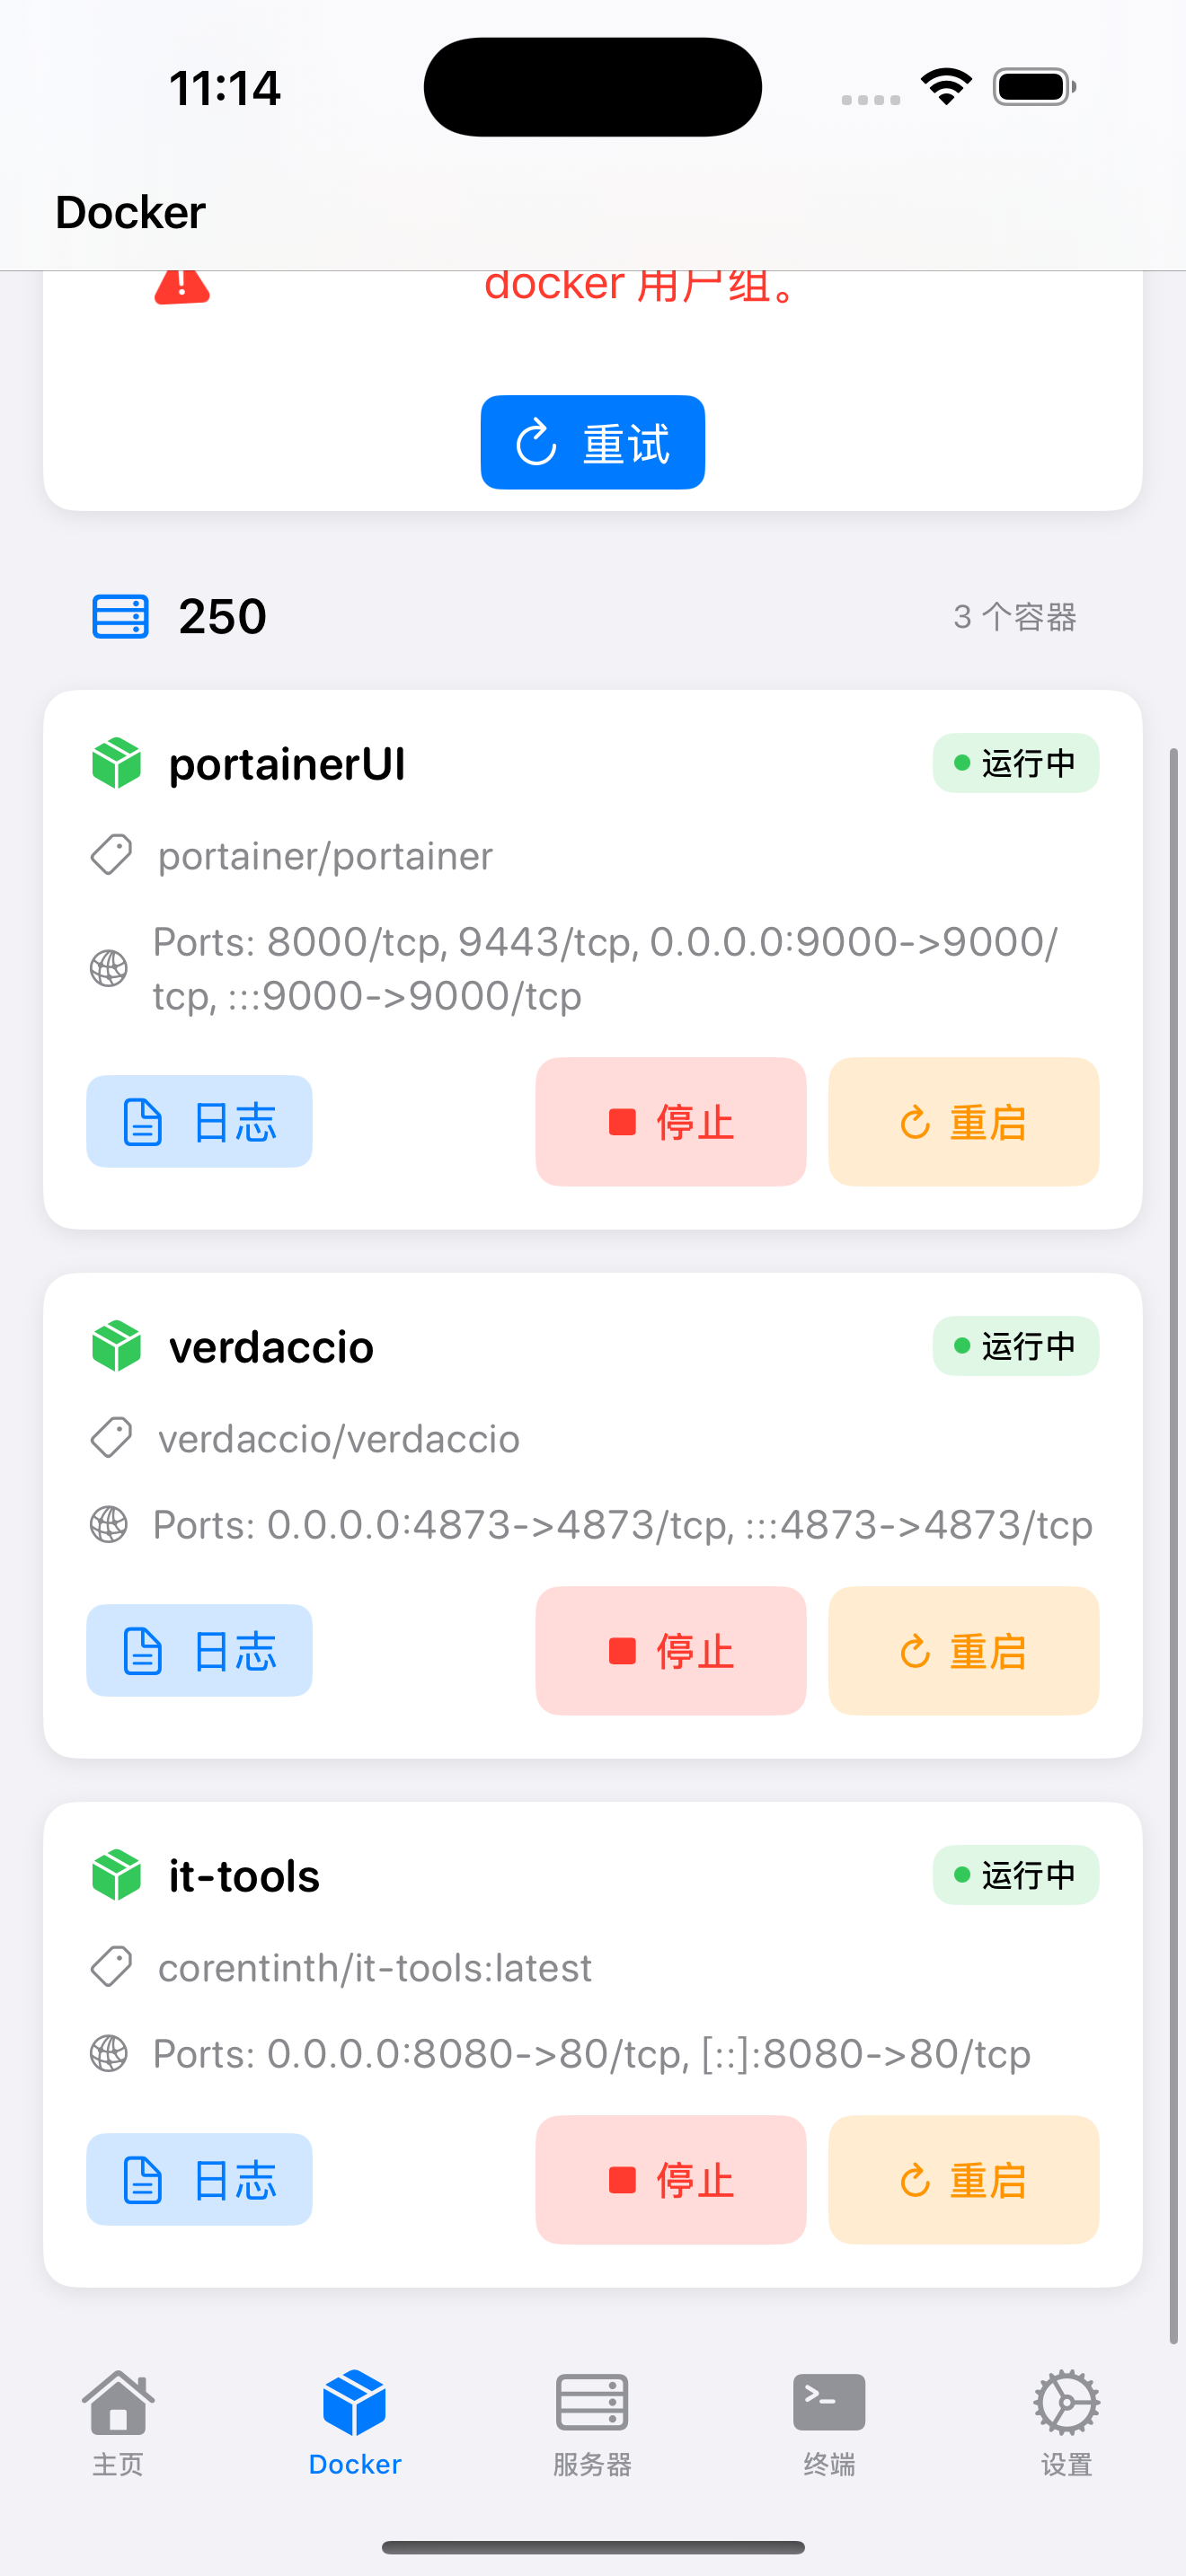 11:14
Docker
docker 用户组。
重试
250
3 个容器
portainerUI
运行中
portainer/portainer
Ports: 8000/tcp, 9443/tcp, 0.0.0.0:9000->9000/
tcp, :::9000->9000/tcp
日志
停止
重启
verdaccio
运行中
verdaccio/verdaccio
Ports: 0.0.0.0:4873->4873/tcp, :::4873->4873/tcp
日志
停止
重启
it-tools
运行中
corentinth/it-tools:latest
Ports: 0.0.0.0:8080->80/tcp, [::]:8080->80/tcp
日志
停止
重启
主页
Docker
服务器
终端
设置